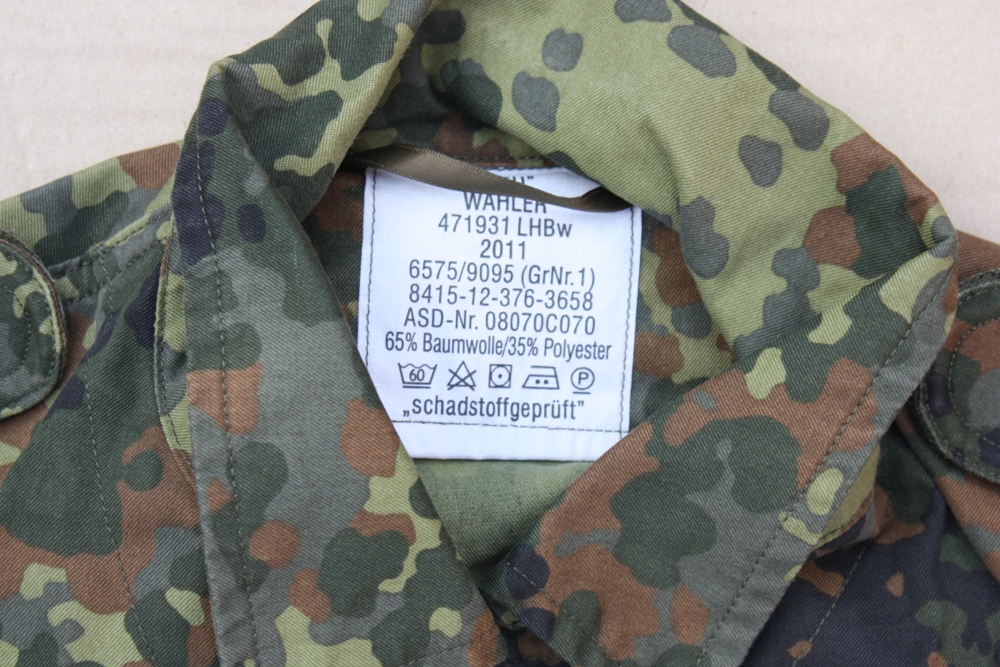 WAHLER
471931 LHBw
2011
6575/9095 (GrNr.1)
8415-12-376-3658
ASD-Nr. 08070C070
65% Baumwolle/35% Polyester
60 P
„schadstoffgeprüft”